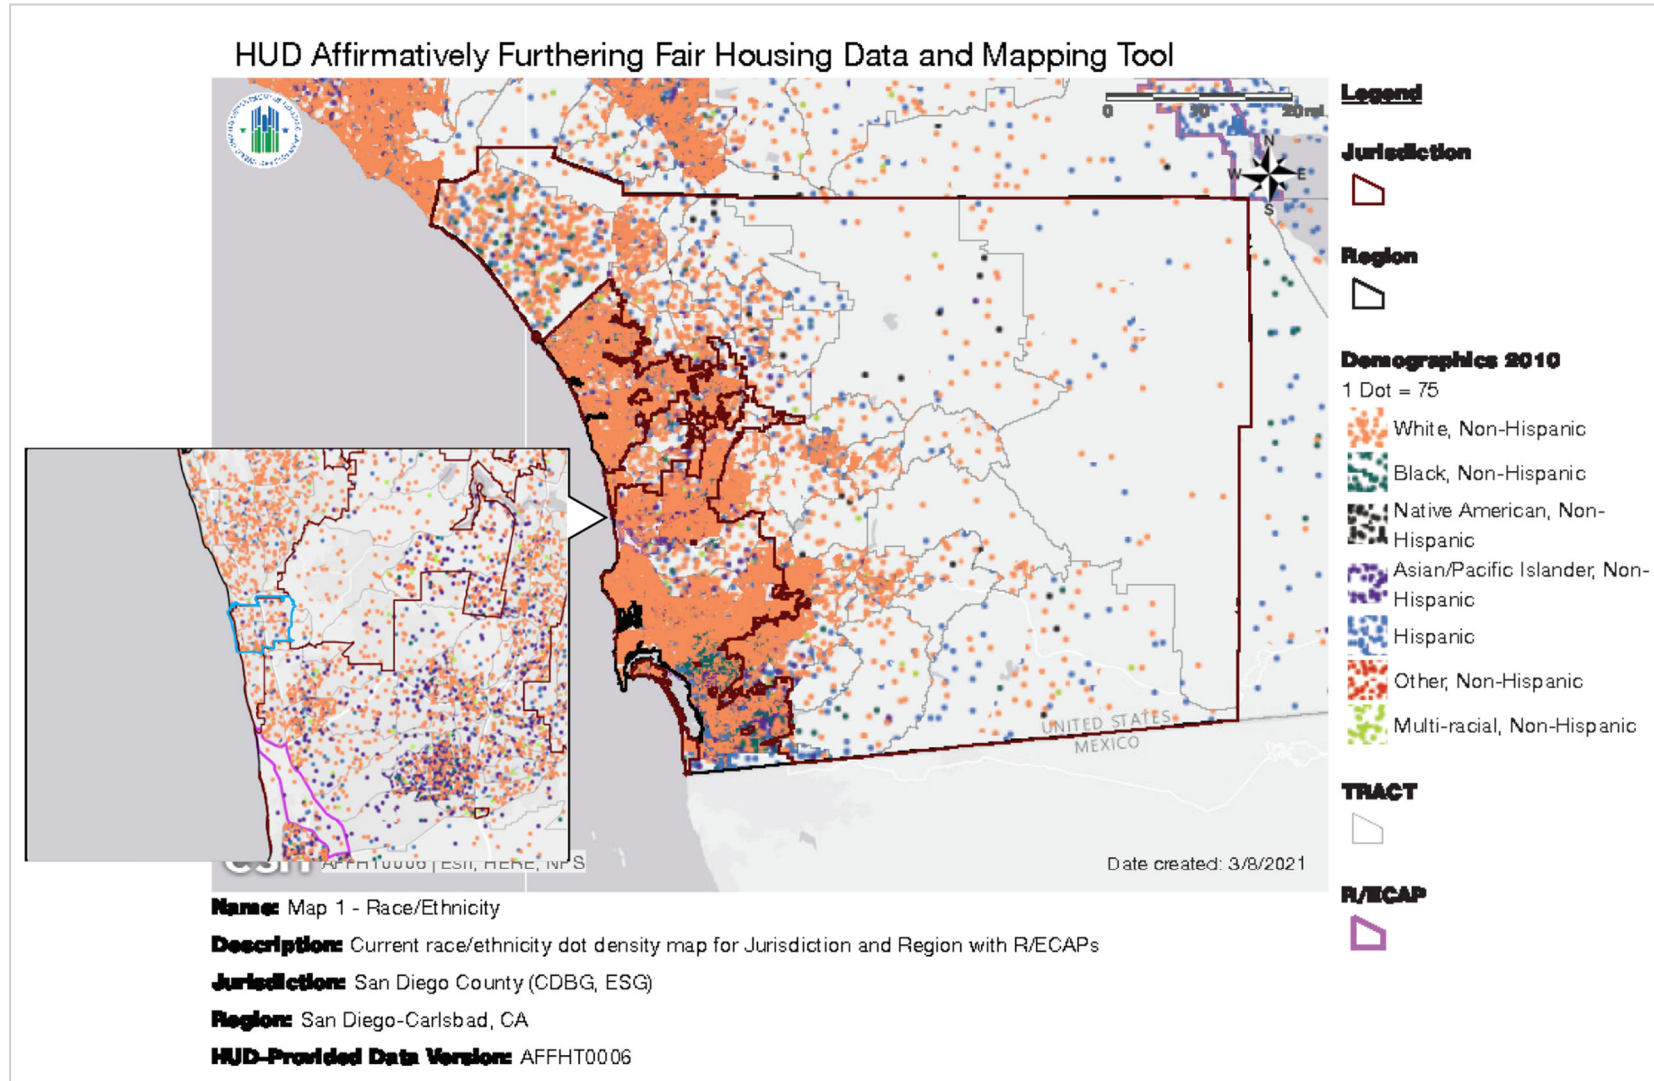 HUD Affirmatively Furthering Fair Housing Data and Mapping Tool
0 10 20mi
N
W E
S
UNITED STATES
MEXICO
esri AFFHT0006 | Esri, HERE, NPS
Date created: 3/8/2021
Legend
Jurisdiction
Region
Demographics 2010
1 Dot = 75
White, Non-Hispanic
Black, Non-Hispanic
Native American, Non-
Hispanic
Asian/Pacific Islander, Non-
Hispanic
Hispanic
Other, Non-Hispanic
Multi-racial, Non-Hispanic
TRACT
R/ECAP
Name: Map 1 - Race/Ethnicity
Description: Current race/ethnicity dot density map for Jurisdiction and Region with R/ECAPs
Jurisdiction: San Diego County (CDBG, ESG)
Region: San Diego-Carlsbad, CA
HUD-Provided Data Version: AFFHT0006